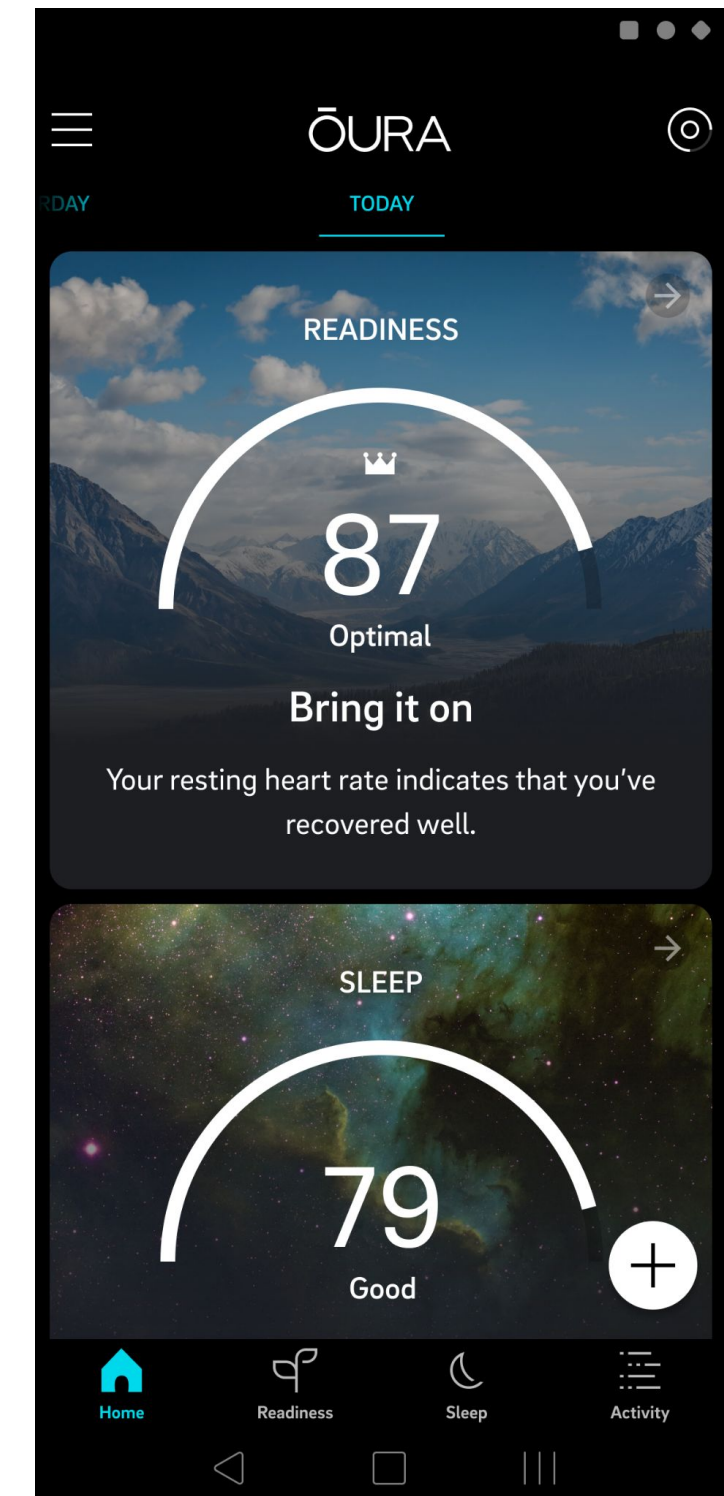 ŌURA
RDAY
TODAY
READINESS
87
Optimal
Bring it on
Your resting heart rate indicates that you've
recovered well.
SLEEP
79
Good
Home
Readiness
Sleep
Activity